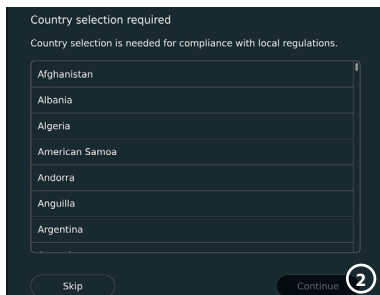 Country selection required
Country selection is needed for compliance with local regulations.
Afghanistan
Albania
Algeria
American Samoa
Andorra
Anguilla
Argentina
Skip
Continue
2